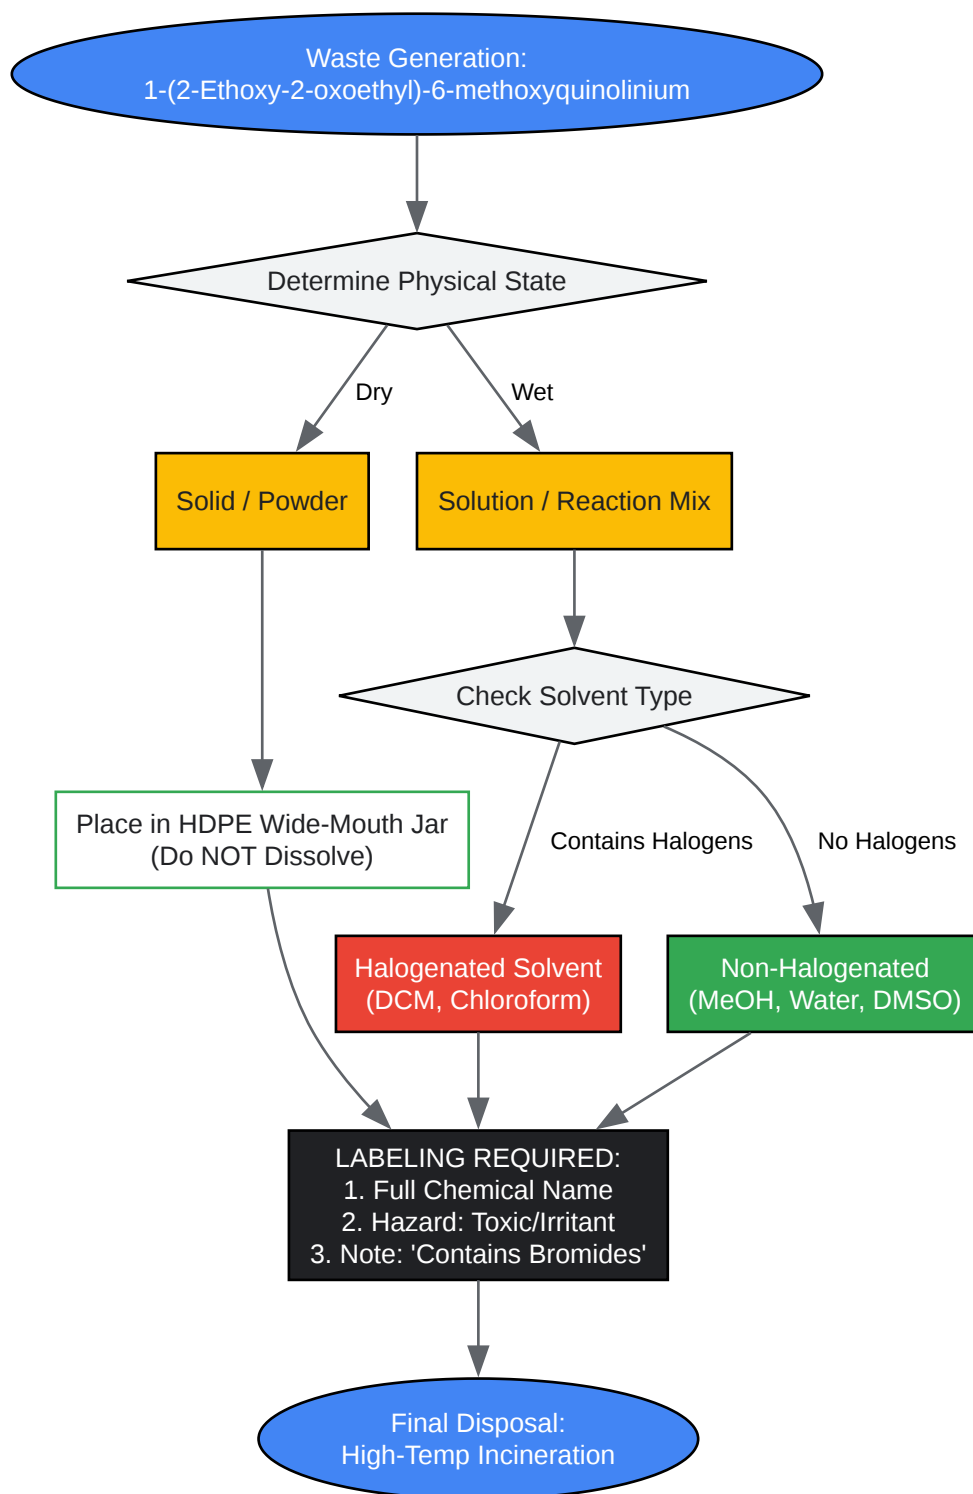 Waste Generation:
1-(2-Ethoxy-2-oxoethyl)-6-methoxyquinolinium
Determine Physical State
Dry
Wet
Solid / Powder
Solution / Reaction Mix
Check Solvent Type
Place in HDPE Wide-Mouth Jar
(Do NOT Dissolve)
Contains Halogens
No Halogens
Halogenated Solvent
(DCM, Chloroform)
Non-Halogenated
(MeOH, Water, DMSO)
LABELING REQUIRED:
1. Full Chemical Name
2. Hazard: Toxic/Irritant
3. Note: 'Contains Bromides'
Final Disposal:
High-Temp Incineration